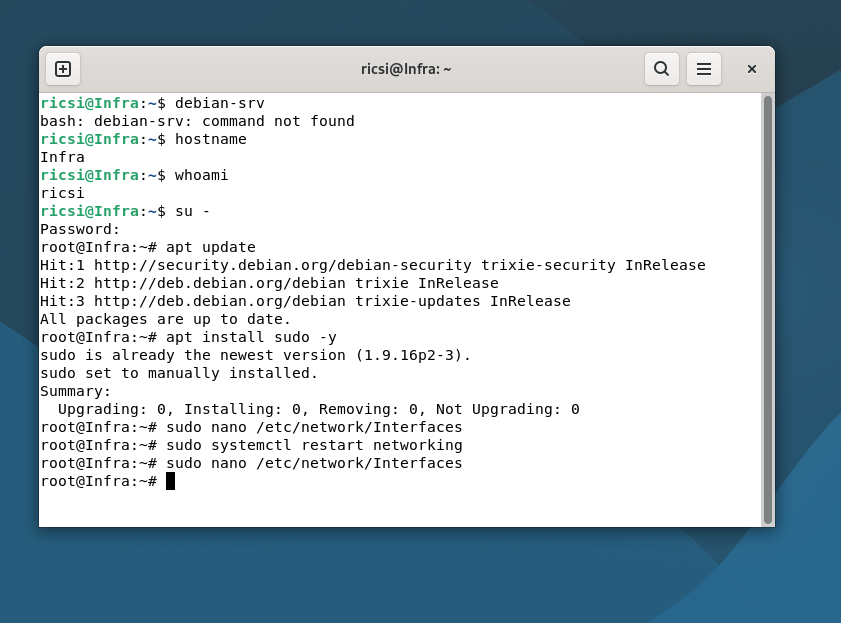 ricsi@Infra: ~
ricsi@Infra:~$ debian-srv
bash: debian-srv: command not found
ricsi@Infra:~$ hostname
Infra
ricsi@Infra:~$ whoami
ricsi
ricsi@Infra:~$ su -
Password:
root@Infra:~# apt update
Hit:1 http://security.debian.org/debian-security trixie-security InRelease
Hit:2 http://deb.debian.org/debian trixie InRelease
Hit:3 http://deb.debian.org/debian trixie-updates InRelease
All packages are up to date.
root@Infra:~# apt install sudo -y
sudo is already the newest version (1.9.16p2-3).
sudo set to manually installed.
Summary:
  Upgrading: 0, Installing: 0, Removing: 0, Not Upgrading: 0
root@Infra:~# sudo nano /etc/network/Interfaces
root@Infra:~# sudo systemctl restart networking
root@Infra:~# sudo nano /etc/network/Interfaces
root@Infra:~#